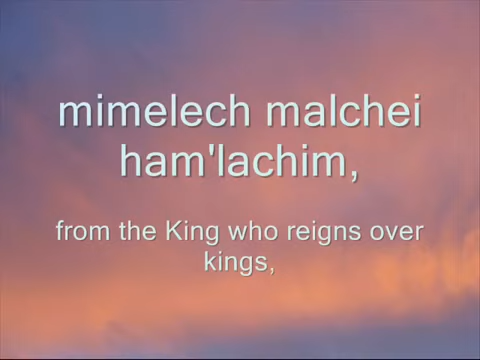 mimelech malchei
ham'lachim,
from the King who reigns over
kings,